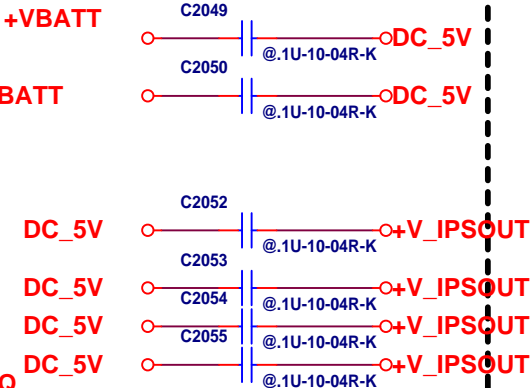 C2049
+VBATT DC_5V
@.1U-10-04R-K
C2050
BATT DC_5V
@.1U-10-04R-K
C2052
DC_5V +V_IPSOUT
@.1U-10-04R-K
C2053
DC_5V +V_IPSOUT
@.1U-10-04R-K
C2054
DC_5V +V_IPSOUT
@.1U-10-04R-K
C2055
DC_5V +V_IPSOUT
@.1U-10-04R-K